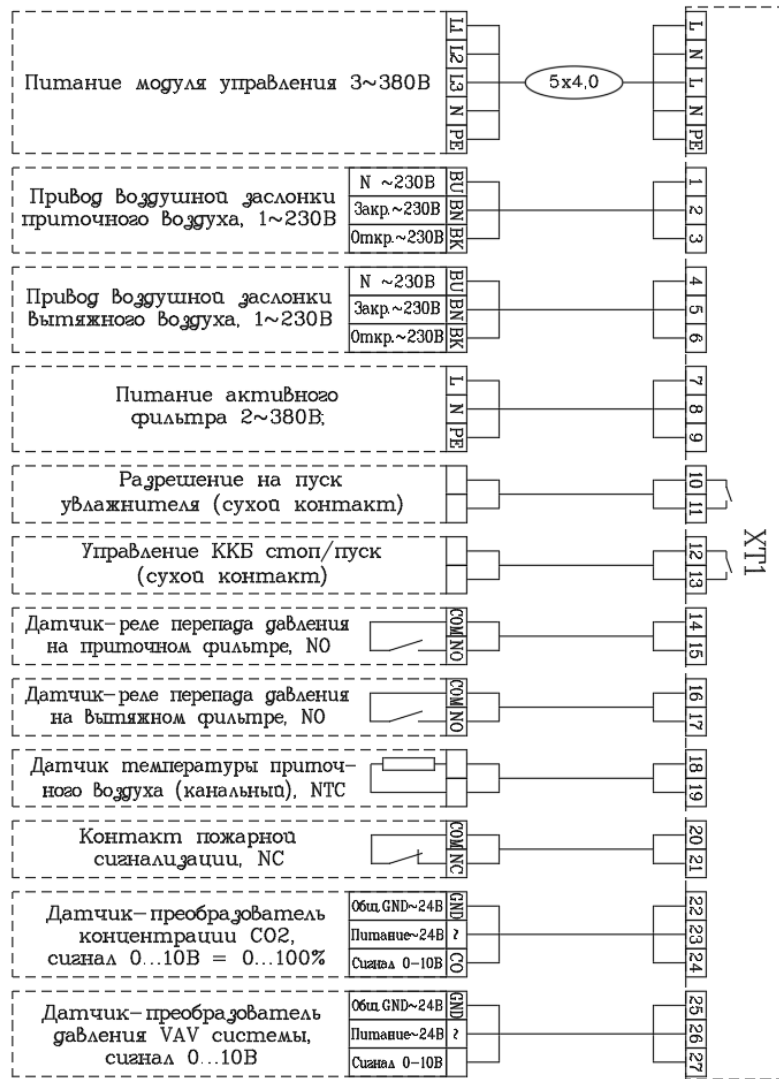 Питание модуля управления 3~380В
L1
L2
L3
N
PE
5x4,0
L
N
L
N
PE
Привод воздушной заслонки
приточного воздуха, 1~230В
N ~230В
Закр.~230В
Откр.~230В
BU
BN
BK
1
2
3
Привод воздушной заслонки
вытяжного воздуха, 1~230В
N ~230В
Закр.~230В
Откр.~230В
BU
BN
BK
4
5
6
Питание активного
фильтра 2~380В;
L
N
PE
7
8
9
Разрешение на пуск
увлажнителя (сухой контакт)
10
11
Управление ККБ стоп/пуск
(сухой контакт)
12
13
XT1
Датчик-реле перепада давления
на приточном фильтре, NO
COM
NO
14
15
Датчик-реле перепада давления
на вытяжном фильтре, NO
COM
NO
16
17
Датчик температуры приточ-
ного воздуха (канальный), NTC
18
19
Контакт пожарной
сигнализации, NC
COM
NC
20
21
Датчик-преобразователь
концентрации CO2,
сигнал 0...10В = 0...100%
Общ. GND~24В
Питание~24В
Сигнал 0-10В
GND
~
CO
22
23
24
Датчик-преобразователь
давления VAV системы,
сигнал 0...10В
Общ. GND~24В
Питание~24В
Сигнал 0-10В
GND
~
25
26
27